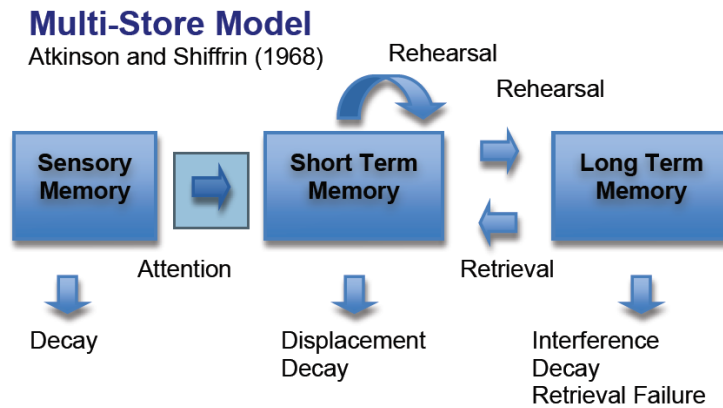 Multi-Store Model
Atkinson and Shiffrin (1968)
Rehearsal
Rehearsal
Sensory
Memory
Short Term
Memory
Long Term
Memory
Attention
Retrieval
Decay
Displacement
Decay
Interference
Decay
Retrieval Failure